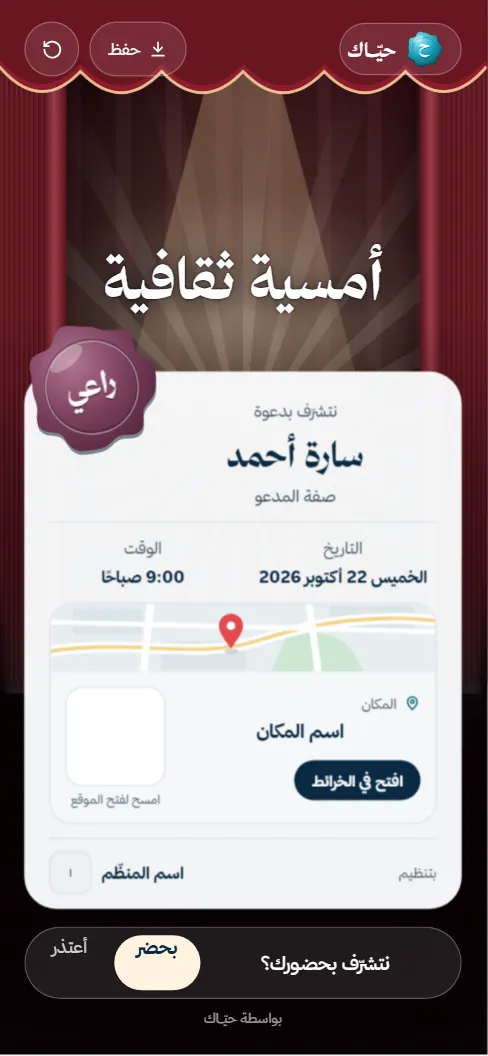 حيّاك
ح
حفظ
أمسية ثقافية
راعي
نتشرّف بدعوة
سارة أحمد
صفة المدعو
التاريخ
الوقت
الخميس 22 أكتوبر 2026
9:00 صباحًا
المكان
اسم المكان
افتح في الخرائط
امسح لفتح الموقع
بتنظيم
اسم المنظّم
ا
نتشرّف بحضورك؟
بحضر
أعتذر
بواسطة حيّاك